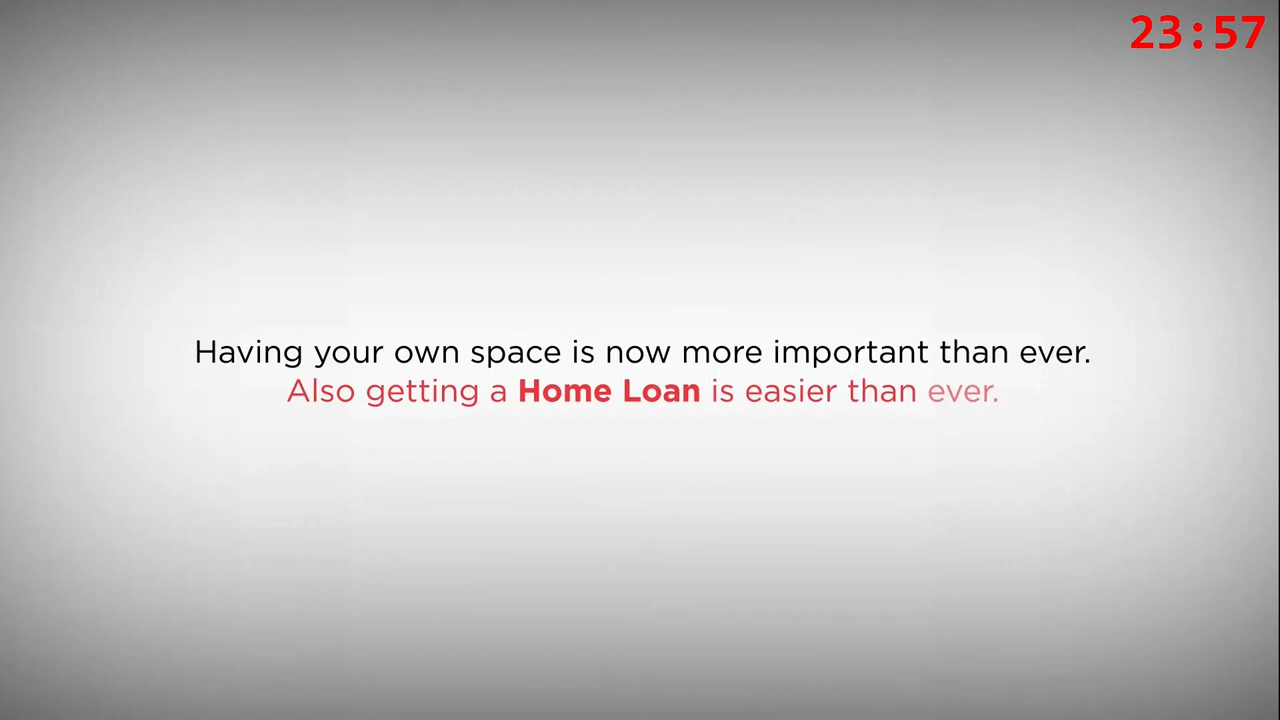 23:57
Having your own space is now more important than ever.
Also getting a Home Loan is easier than ever.